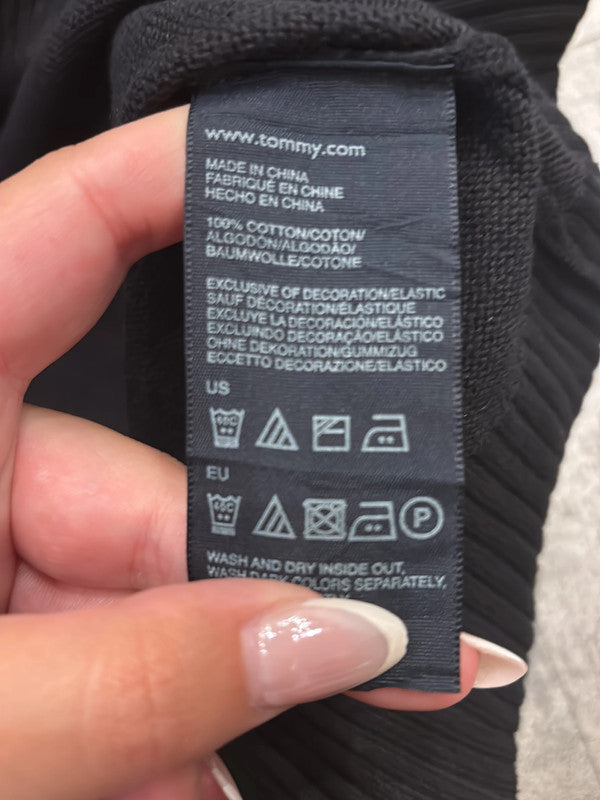 www.tommy.com
MADE IN CHINA
FABRIQUÉ EN CHINE
HECHO EN CHINA
100% COTTON/COTON/
ALGODÓN/ALGODÃO/
BAUMWOLLE/COTONE
EXCLUSIVE OF DECORATION/ELASTIC
SAUF DÉCORATION/ÉLASTIQUE
EXCLUYE LA DECORACIÓN/ELÁSTICO
EXCLUINDO DECORAÇÃO/ELÁSTICO
OHNE DEKORATION/GUMMIZUG
ECCETTO DECORAZIONE/ELASTICO
US
EU
P
WASH AND DRY INSIDE OUT,
WASH DARK COLORS SEPARATELY,